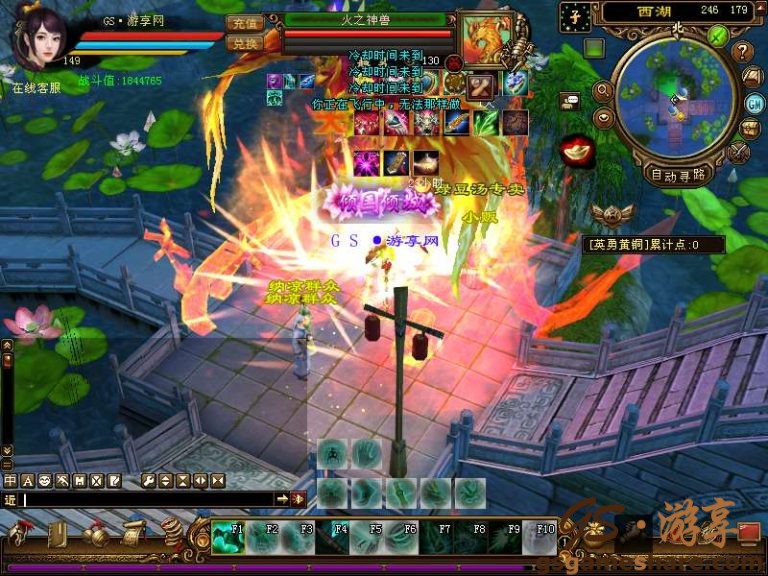 GS·游享网
149
战斗值:1844765
在线客服
充值
兑换
火之神兽
130
西湖
246 179
北
GM
自动寻路
冷却时间未到
冷却时间未到
冷却时间未到
你正在飞行中，无法那样做
倾国倾城
绿豆汤专卖
小贩
GS●游享网
[英勇黄铜]累计点:0
纳凉群众
纳凉群众
近
F1 F2 F3 F4 F5 F6 F7 F8 F9 F10
GS·游享